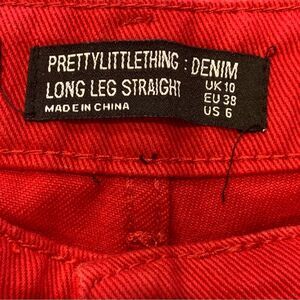 PRETTYLITTLETHING : DENIM
LONG LEG STRAIGHT
UK 10
MADE IN CHINA
EU 38
US 6